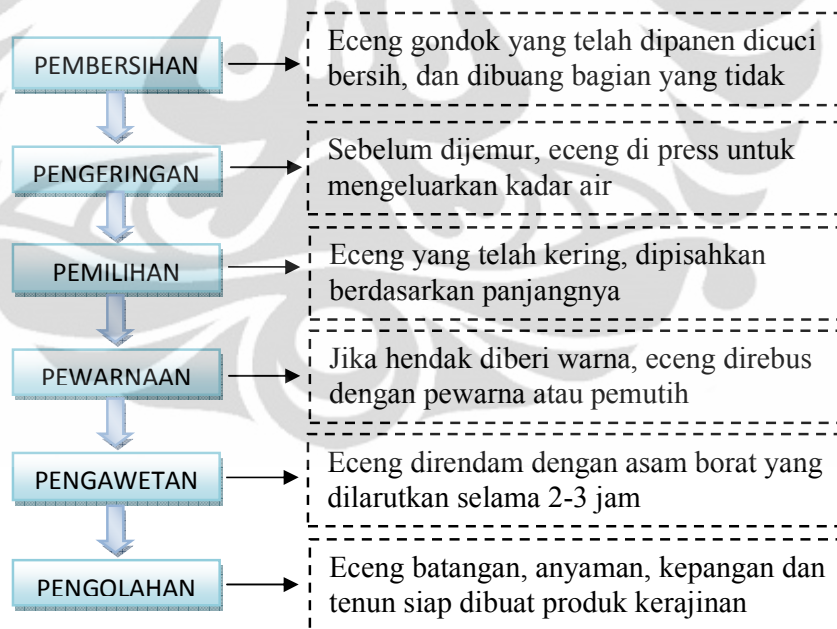 PEMBERSIHAN
Eceng gondok yang telah dipanen dicuci
bersih, dan dibuang bagian yang tidak
PENGERINGAN
Sebelum dijemur, eceng di press untuk
mengeluarkan kadar air
PEMILIHAN
Eceng yang telah kering, dipisahkan
berdasarkan panjangnya
PEWARNAAN
Jika hendak diberi warna, eceng direbus
dengan pewarna atau pemutih
PENGAWETAN
Eceng direndam dengan asam borat yang
dilarutkan selama 2-3 jam
PENGOLAHAN
Eceng batangan, anyaman, kepangan dan
tenun siap dibuat produk kerajinan